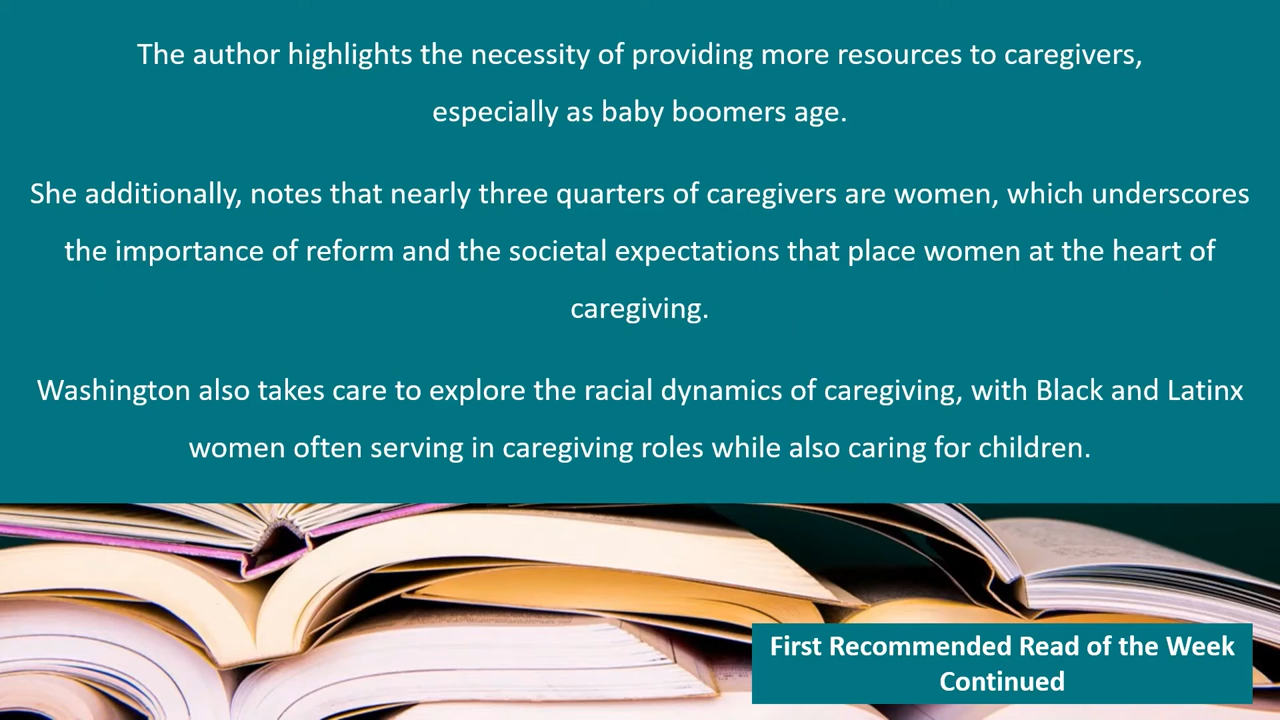 The author highlights the necessity of providing more resources to caregivers,
especially as baby boomers age.
She additionally, notes that nearly three quarters of caregivers are women, which underscores
the importance of reform and the societal expectations that place women at the heart of
caregiving.
Washington also takes care to explore the racial dynamics of caregiving, with Black and Latinx
women often serving in caregiving roles while also caring for children.
First Recommended Read of the Week
Continued